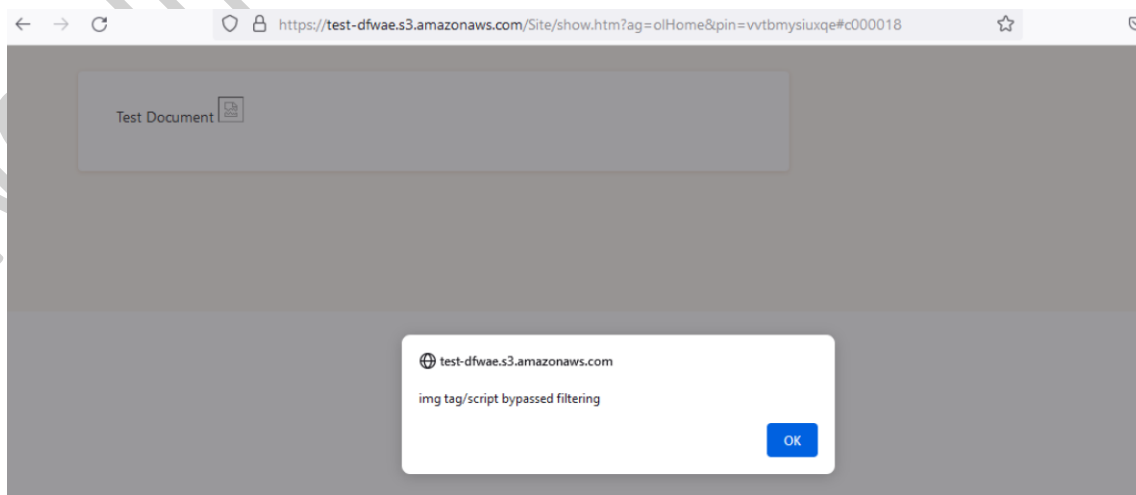 https://test-dfwae.s3.amazonaws.com/Site/show.htm?ag=olHome&pin=vvtbmysiuxqe#c000018
Test Document
test-dfwae.s3.amazonaws.com
img tag/script bypassed filtering
OK